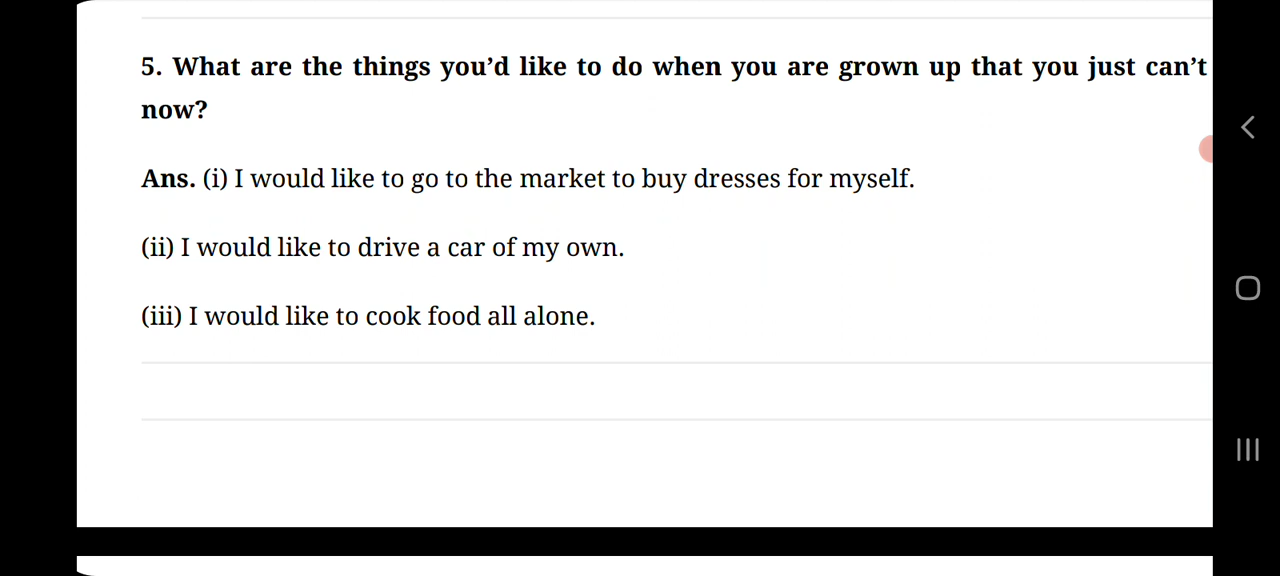 5. What are the things you’d like to do when you are grown up that you just can’t
now?
Ans. (i) I would like to go to the market to buy dresses for myself.
(ii) I would like to drive a car of my own.
(iii) I would like to cook food all alone.